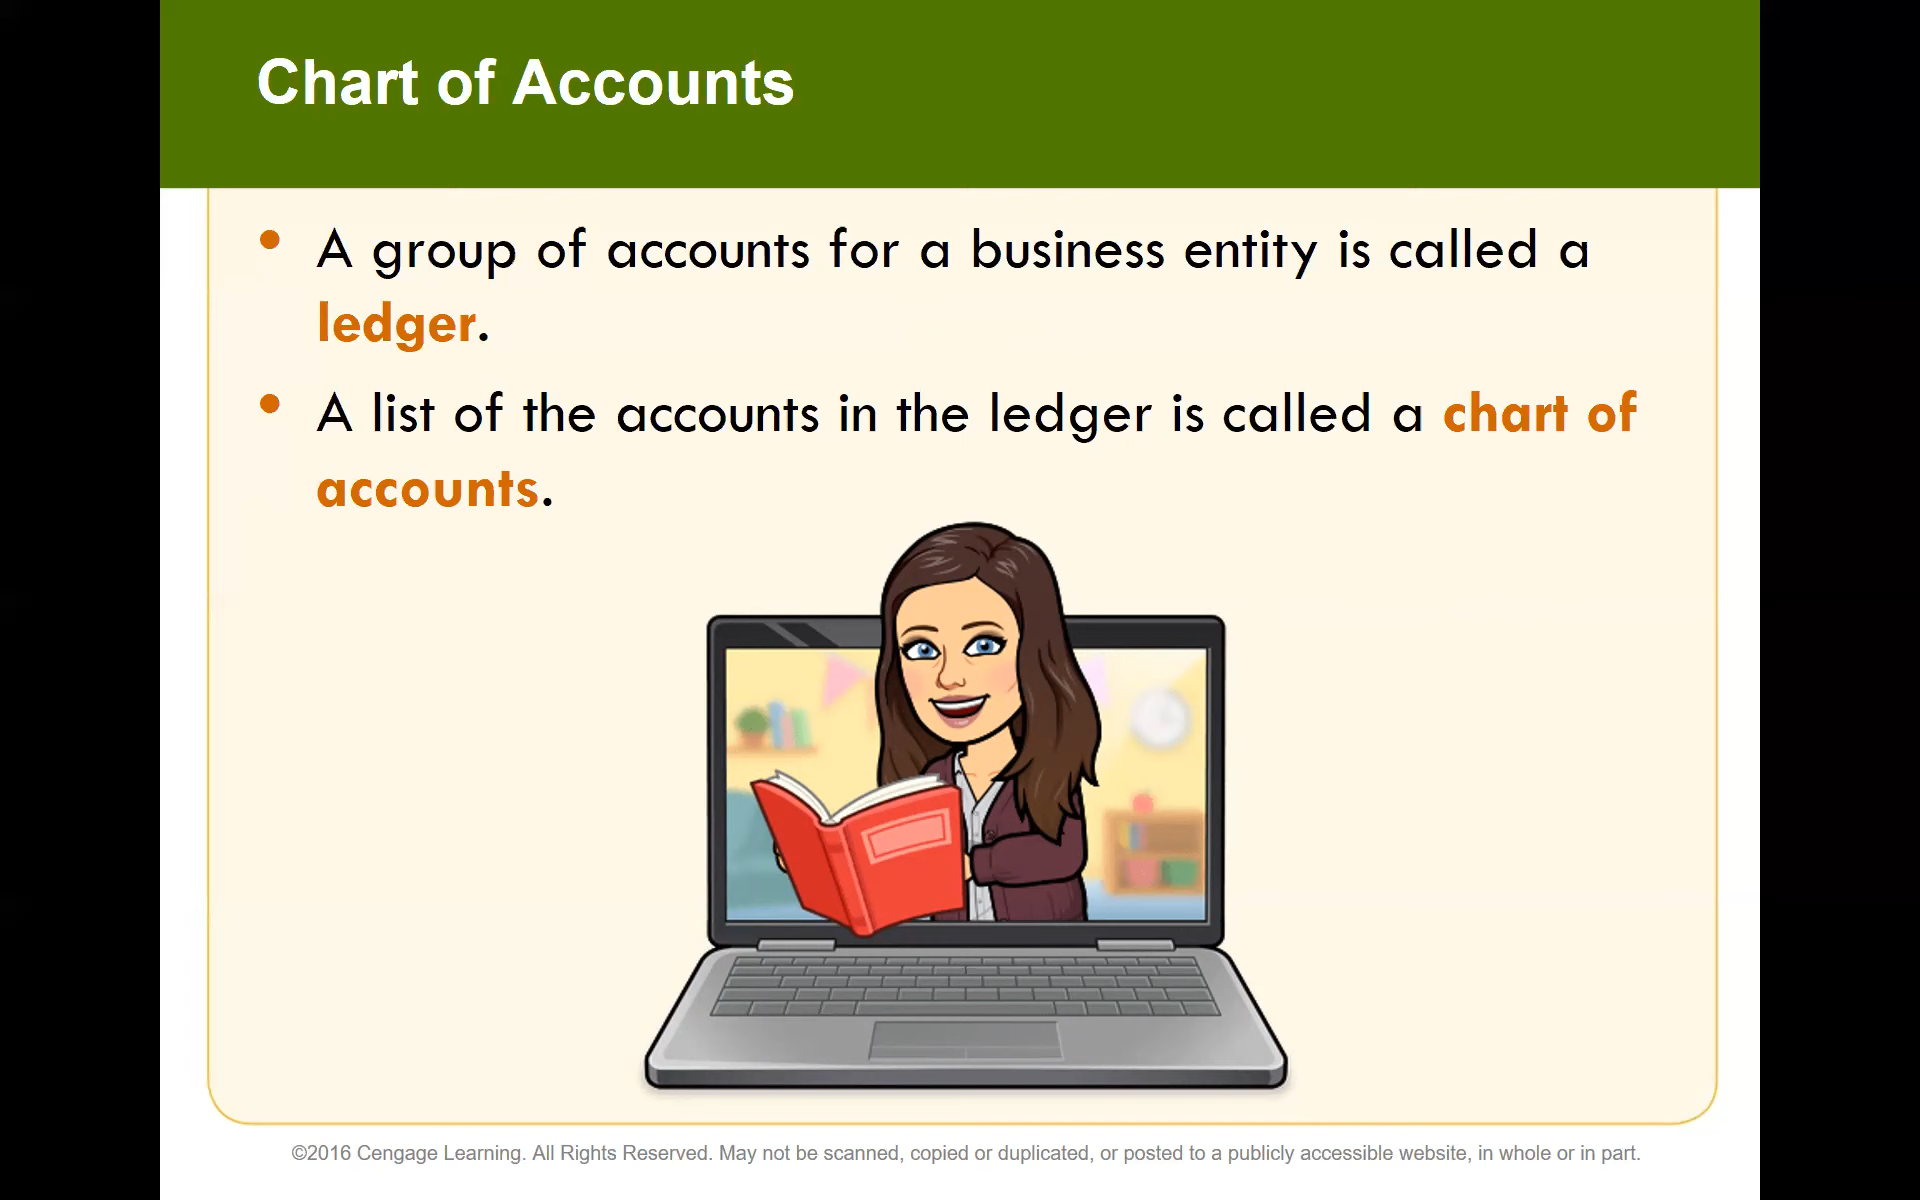 Chart of Accounts
• A group of accounts for a business entity is called a
ledger.
• A list of the accounts in the ledger is called a chart of
accounts.
©2016 Cengage Learning. All Rights Reserved. May not be scanned, copied or duplicated, or posted to a publicly accessible website, in whole or in part.